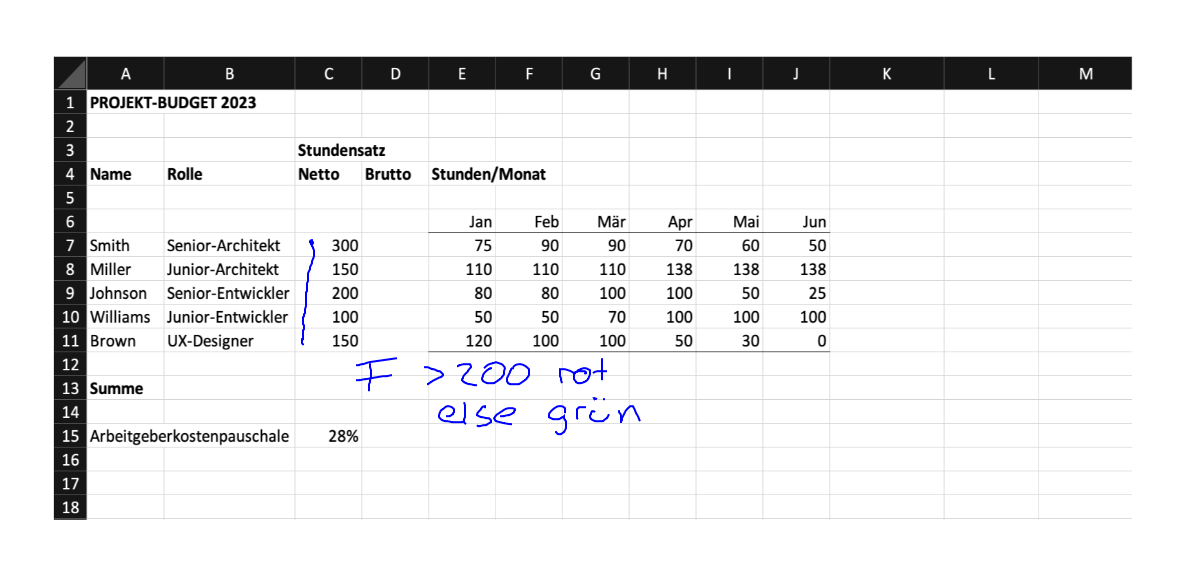 A B C D E F G H I J K L M
1 PROJEKT-BUDGET 2023
2
3 Stundensatz
4 Name Rolle Netto Brutto Stunden/Monat
5
6 Jan Feb Mär Apr Mai Jun
7 Smith Senior-Architekt 300 75 90 90 70 60 50
8 Miller Junior-Architekt 150 110 110 110 138 138 138
9 Johnson Senior-Entwickler 200 80 80 100 100 50 25
10 Williams Junior-Entwickler 100 50 50 70 100 100 100
11 Brown UX-Designer 150 120 100 100 50 30 0
12
F >200 rot
13 Summe
14
else grün
15 Arbeitgeberkostenpauschale 28%
16
17
18